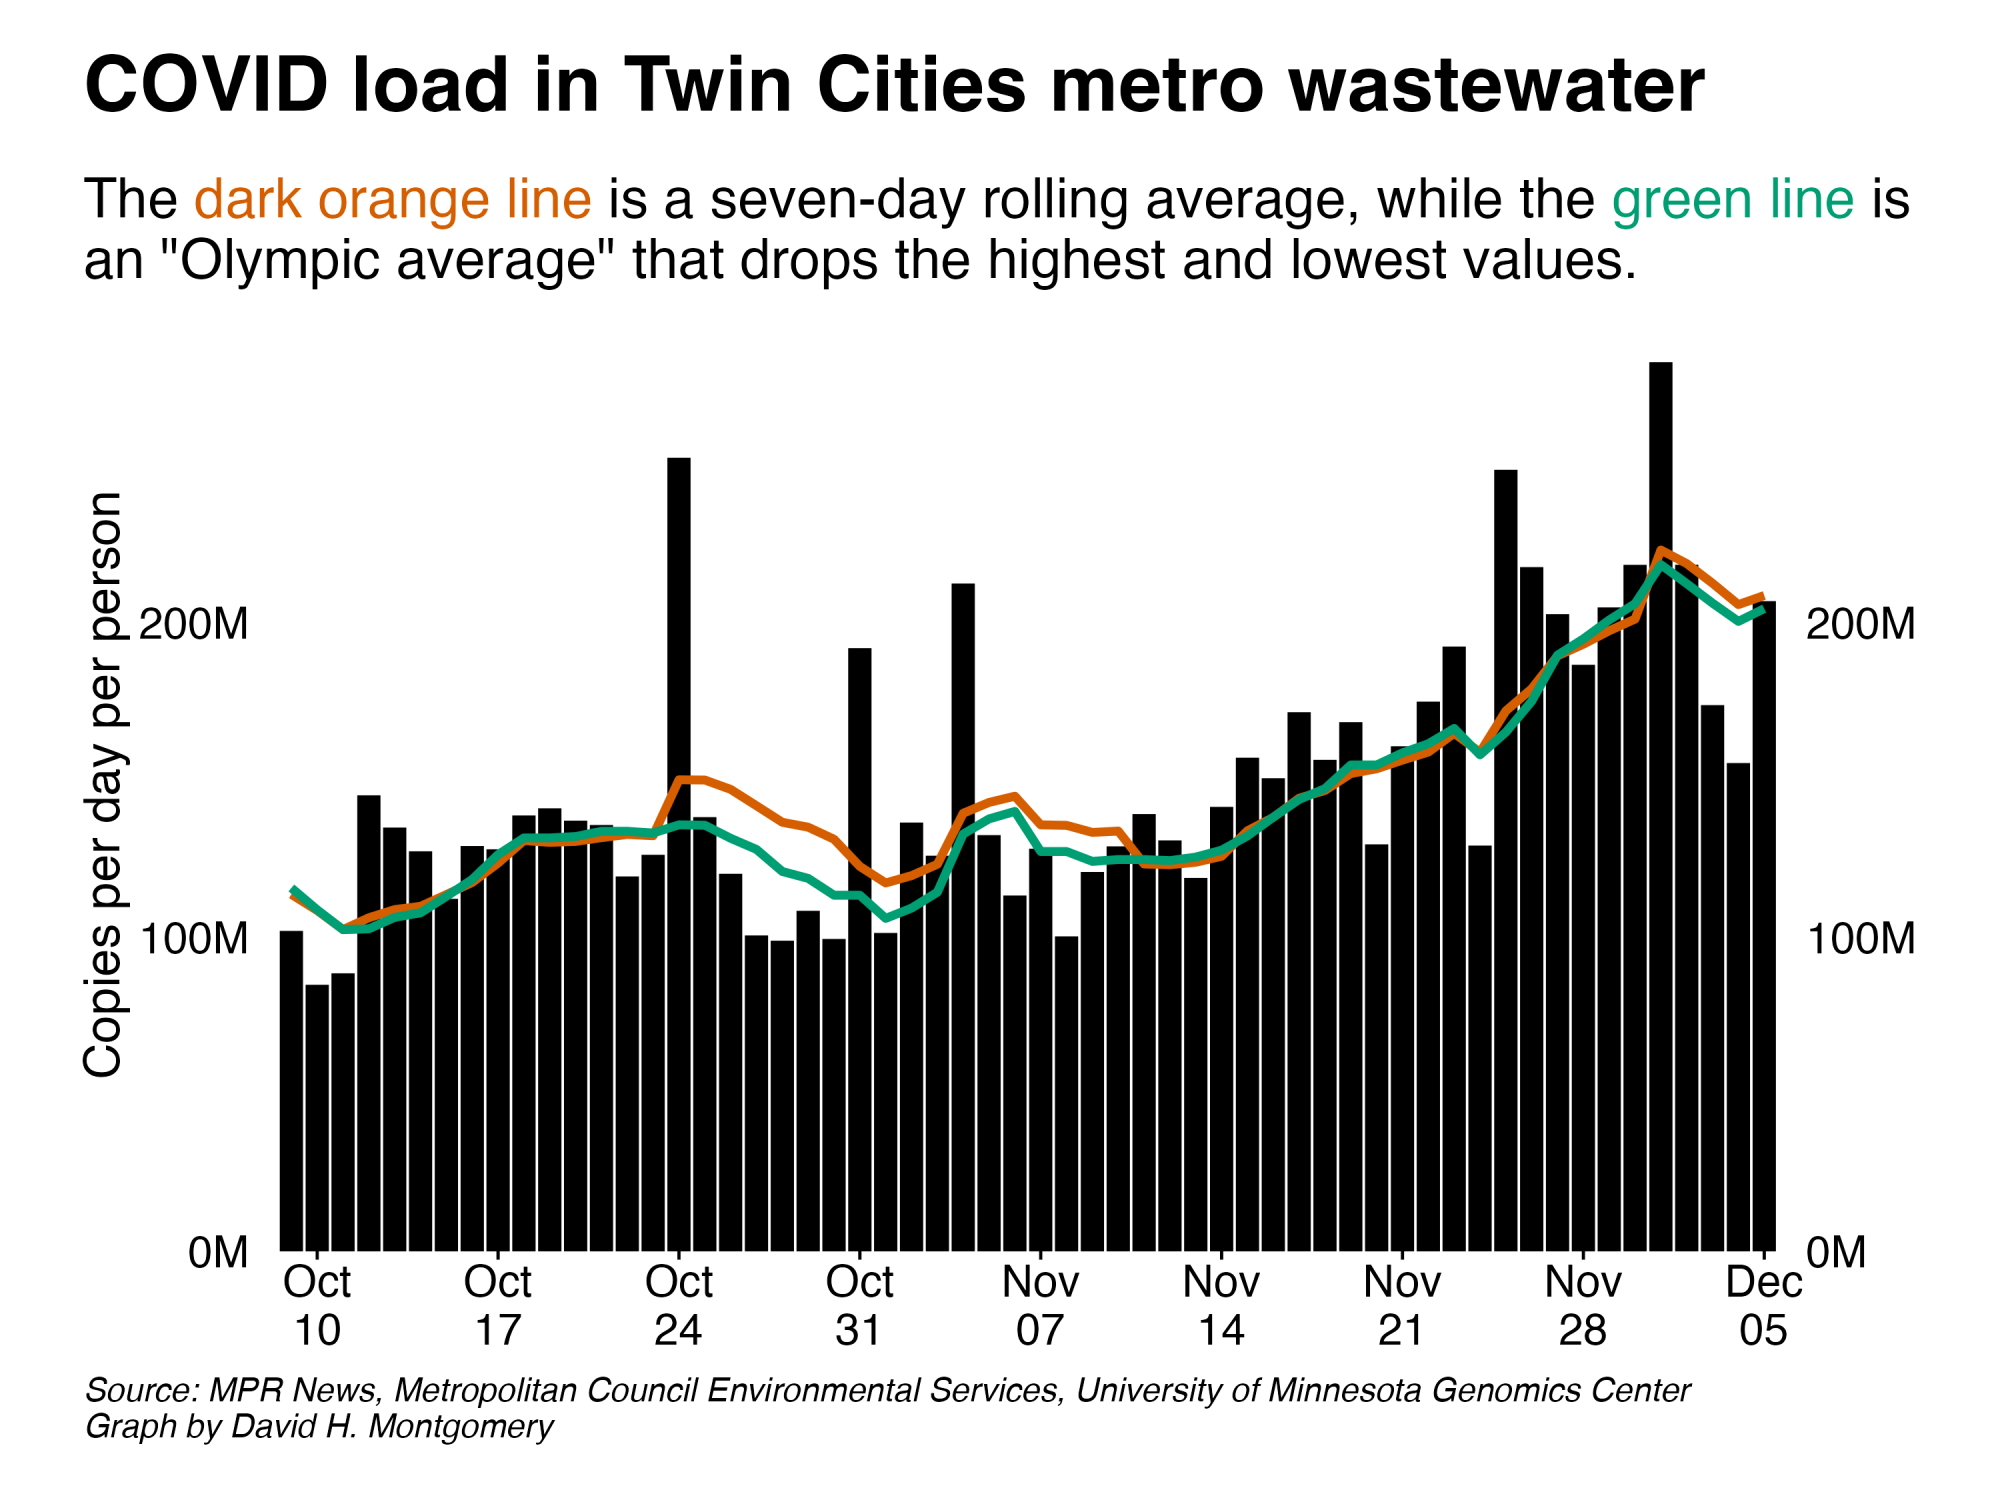 COVID load in Twin Cities metro wastewater
The dark orange line is a seven-day rolling average, while the green line is
an "Olympic average" that drops the highest and lowest values.
Copies per day per person
200M
200M
100M
100M
0M
0M
Oct Oct Oct Oct Nov Nov Nov Nov Dec
10 17 24 31 07 14 21 28 05
Source: MPR News, Metropolitan Council Environmental Services, University of Minnesota Genomics Center
Graph by David H. Montgomery